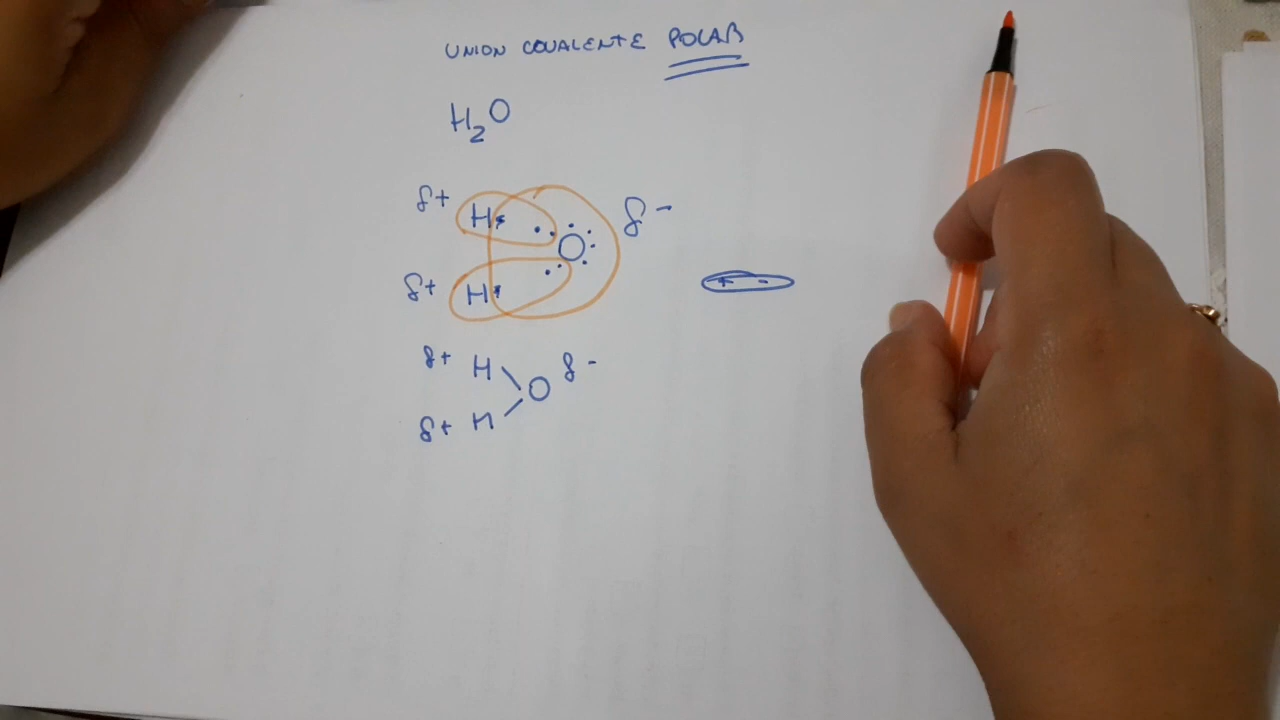 UNION COVALENTE POLAR
H₂O
δ+ H O δ-
δ+ H
+ -
δ+ H O δ-
δ+ H